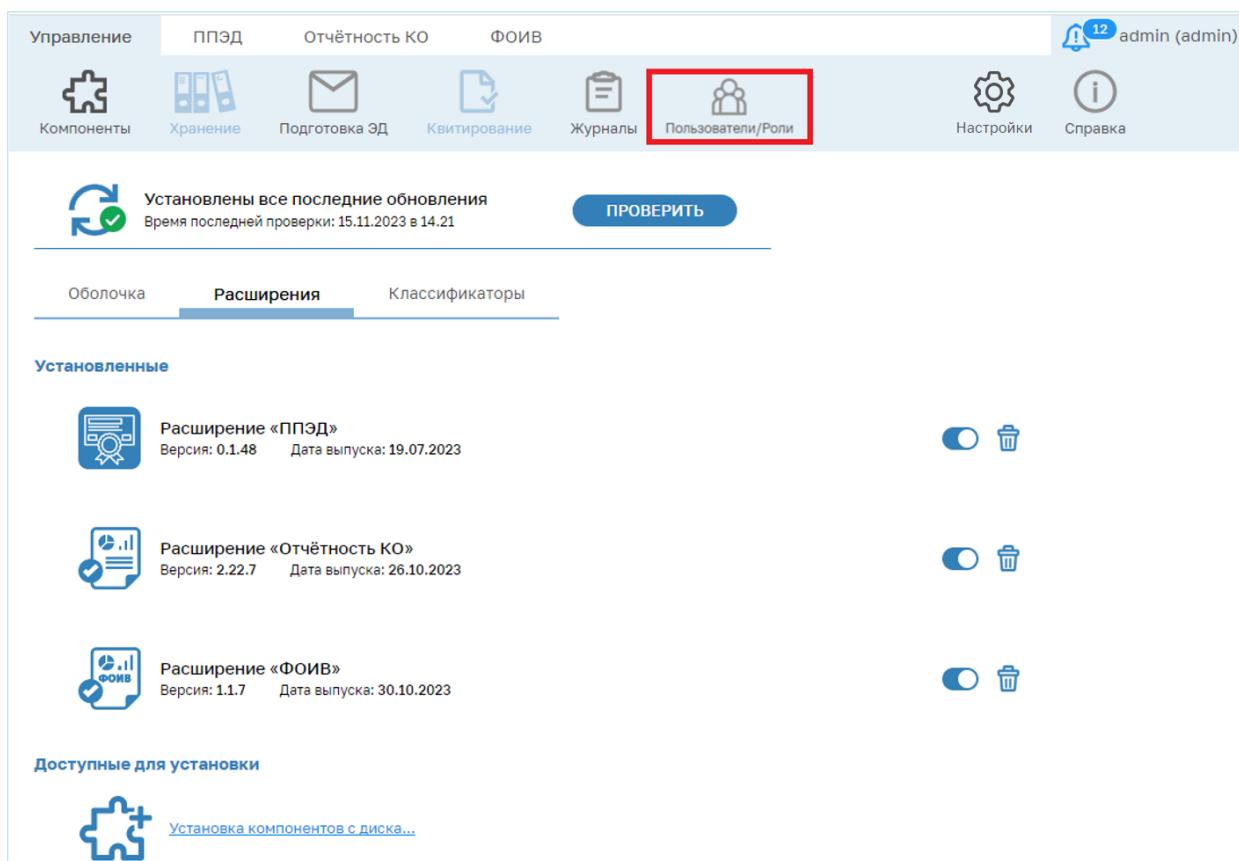 Управление ППЭД Отчётность КО ФОИВ 12 admin (admin)
Компоненты Хранение Подготовка ЭД Квитирование Журналы Пользователи/Роли Настройки Справка
Установлены все последние обновления
Время последней проверки: 15.11.2023 в 14.21
ПРОВЕРИТЬ
Оболочка Расширения Классификаторы
Установленные
Расширение «ППЭД»
Версия: 0.1.48 Дата выпуска: 19.07.2023
Расширение «Отчётность КО»
Версия: 2.22.7 Дата выпуска: 26.10.2023
ФОИВ
Расширение «ФОИВ»
Версия: 1.1.7 Дата выпуска: 30.10.2023
Доступные для установки
Установка компонентов с диска...